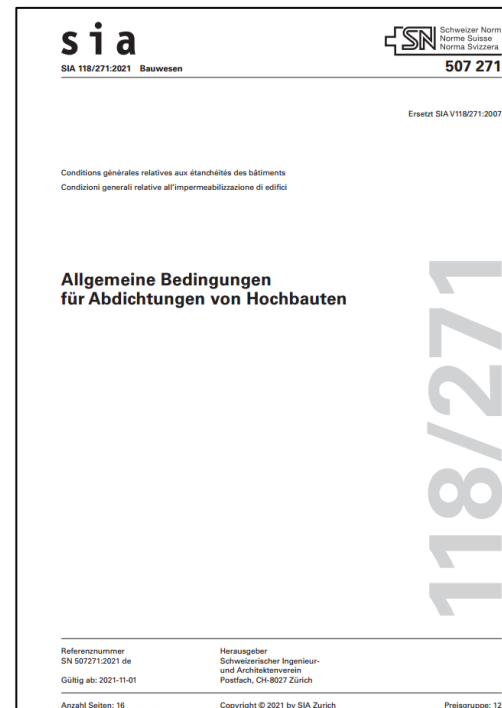 sia
SIA 118/271:2021 Bauwesen
SN
Schweizer Norm
Norme Suisse
Norma Svizzera
507 271
Ersetzt SIA V118/271:2007
Conditions générales relatives aux étanchéités des bâtiments
Condizioni generali relative all'impermeabilizzazione di edifici
Allgemeine Bedingungen
für Abdichtungen von Hochbauten
118/271
Referenznummer
SN 507271:2021 de
Gültig ab: 2021-11-01
Herausgeber
Schweizerischer Ingenieur-
und Architektenverein
Postfach, CH-8027 Zürich
Anzahl Seiten: 16
Copyright © 2021 by SIA Zurich
Preisgruppe: 12